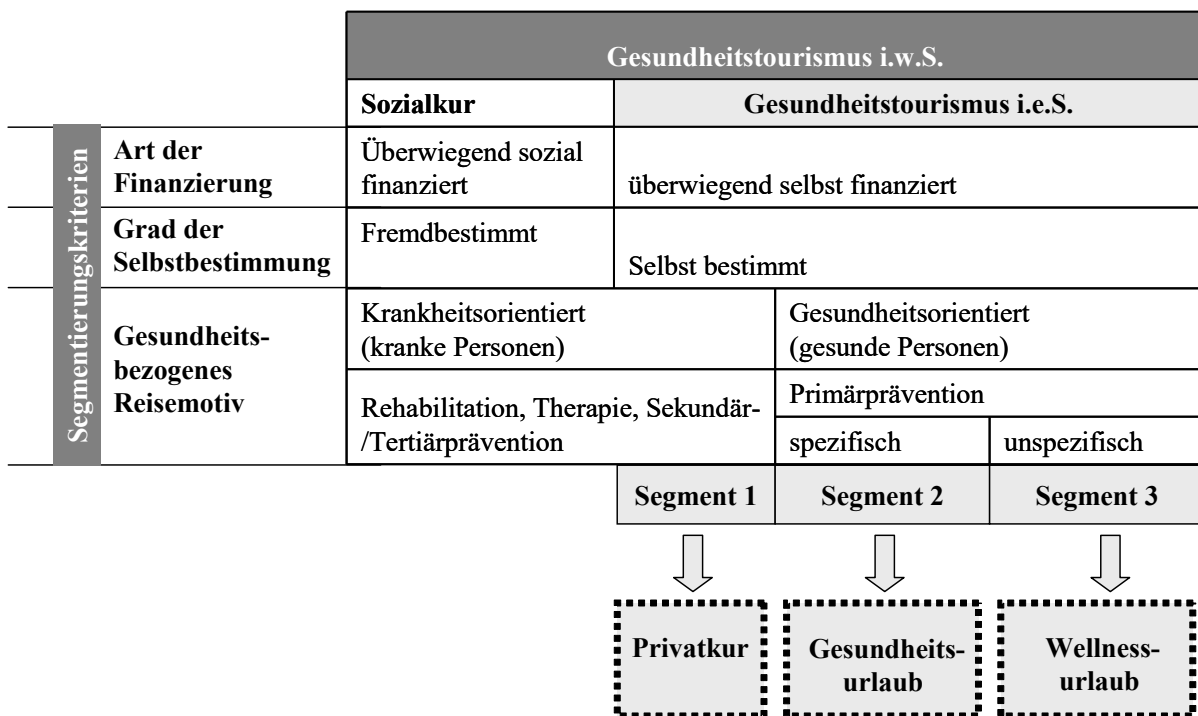 Gesundheitstourismus i.w.S.
Sozialkur
Gesundheitstourismus i.e.S.
Segmentierungskriterien
Art der
Finanzierung
Überwiegend sozial
finanziert
überwiegend selbst finanziert
Grad der
Selbstbestimmung
Fremdbestimmt
Selbst bestimmt
Gesundheits-
bezogenes
Reisemotiv
Krankheitsorientiert
(kranke Personen)
Gesundheitsorientiert
(gesunde Personen)
Rehabilitation, Therapie, Sekundär-
/Tertiärprävention
Primärprävention
spezifisch
unspezifisch
Segment 1
Segment 2
Segment 3
Privatkur
Gesundheits-
urlaub
Wellness-
urlaub